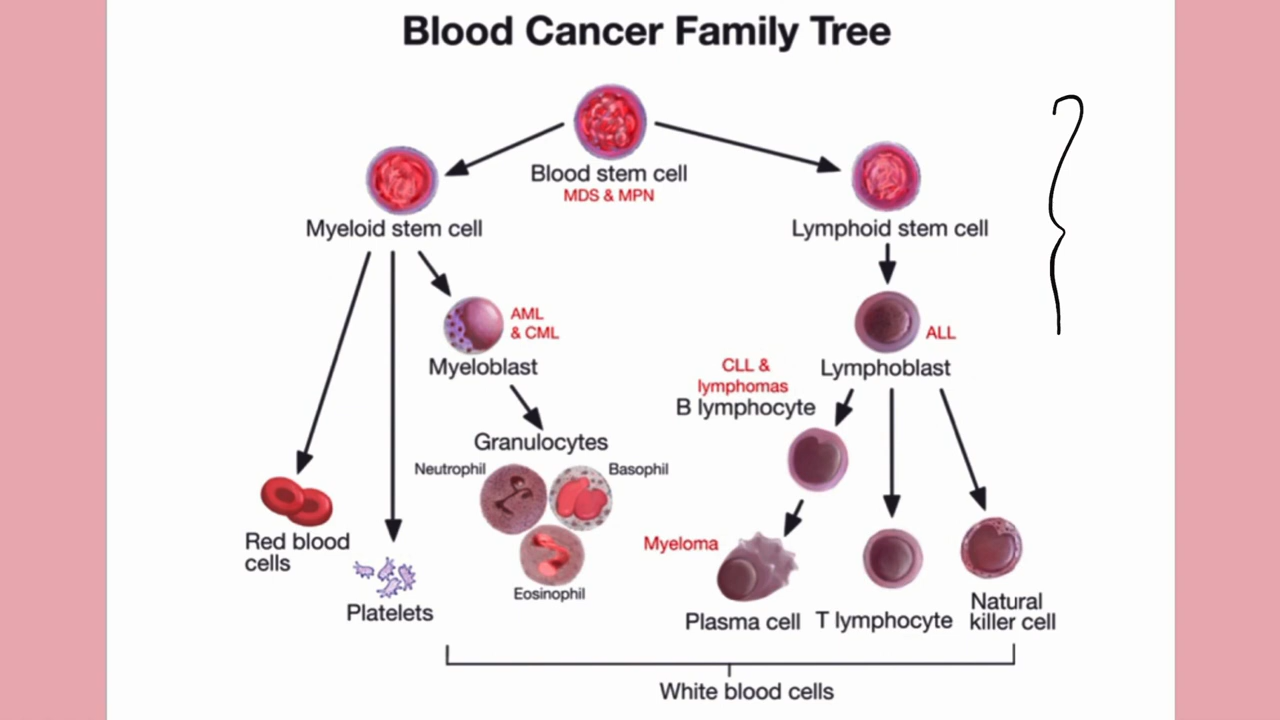 Blood Cancer Family Tree
Blood stem cell
MDS & MPN
Myeloid stem cell
Lymphoid stem cell
AML
& CML
Myeloblast
ALL
Lymphoblast
CLL &
lymphomas
B lymphocyte
Granulocytes
Neutrophil
Basophil
Eosinophil
Red blood
cells
Platelets
Myeloma
Plasma cell
T lymphocyte
Natural
killer cell
White blood cells